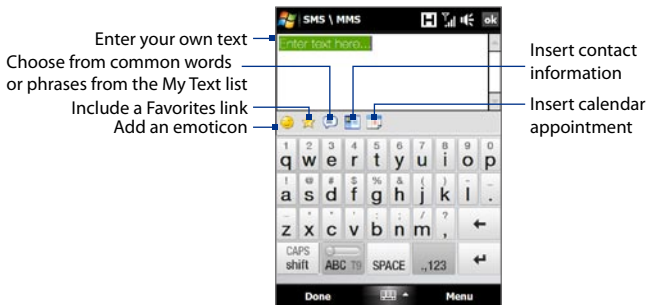 SMS \ MMS H ok
Enter your own text
Enter text here...
Choose from common words
or phrases from the My Text list
Include a Favorites link
Add an emoticon
Insert contact
information
Insert calendar
appointment
1 2 3 4 5 6 7 8 9 0
q w e r t y u i o p
! @ # $ % & ( ) - _
a s d f g h j k l .
z x c v b n m ,
CAPS
shift ABC T9 SPACE .,123
Done Menu